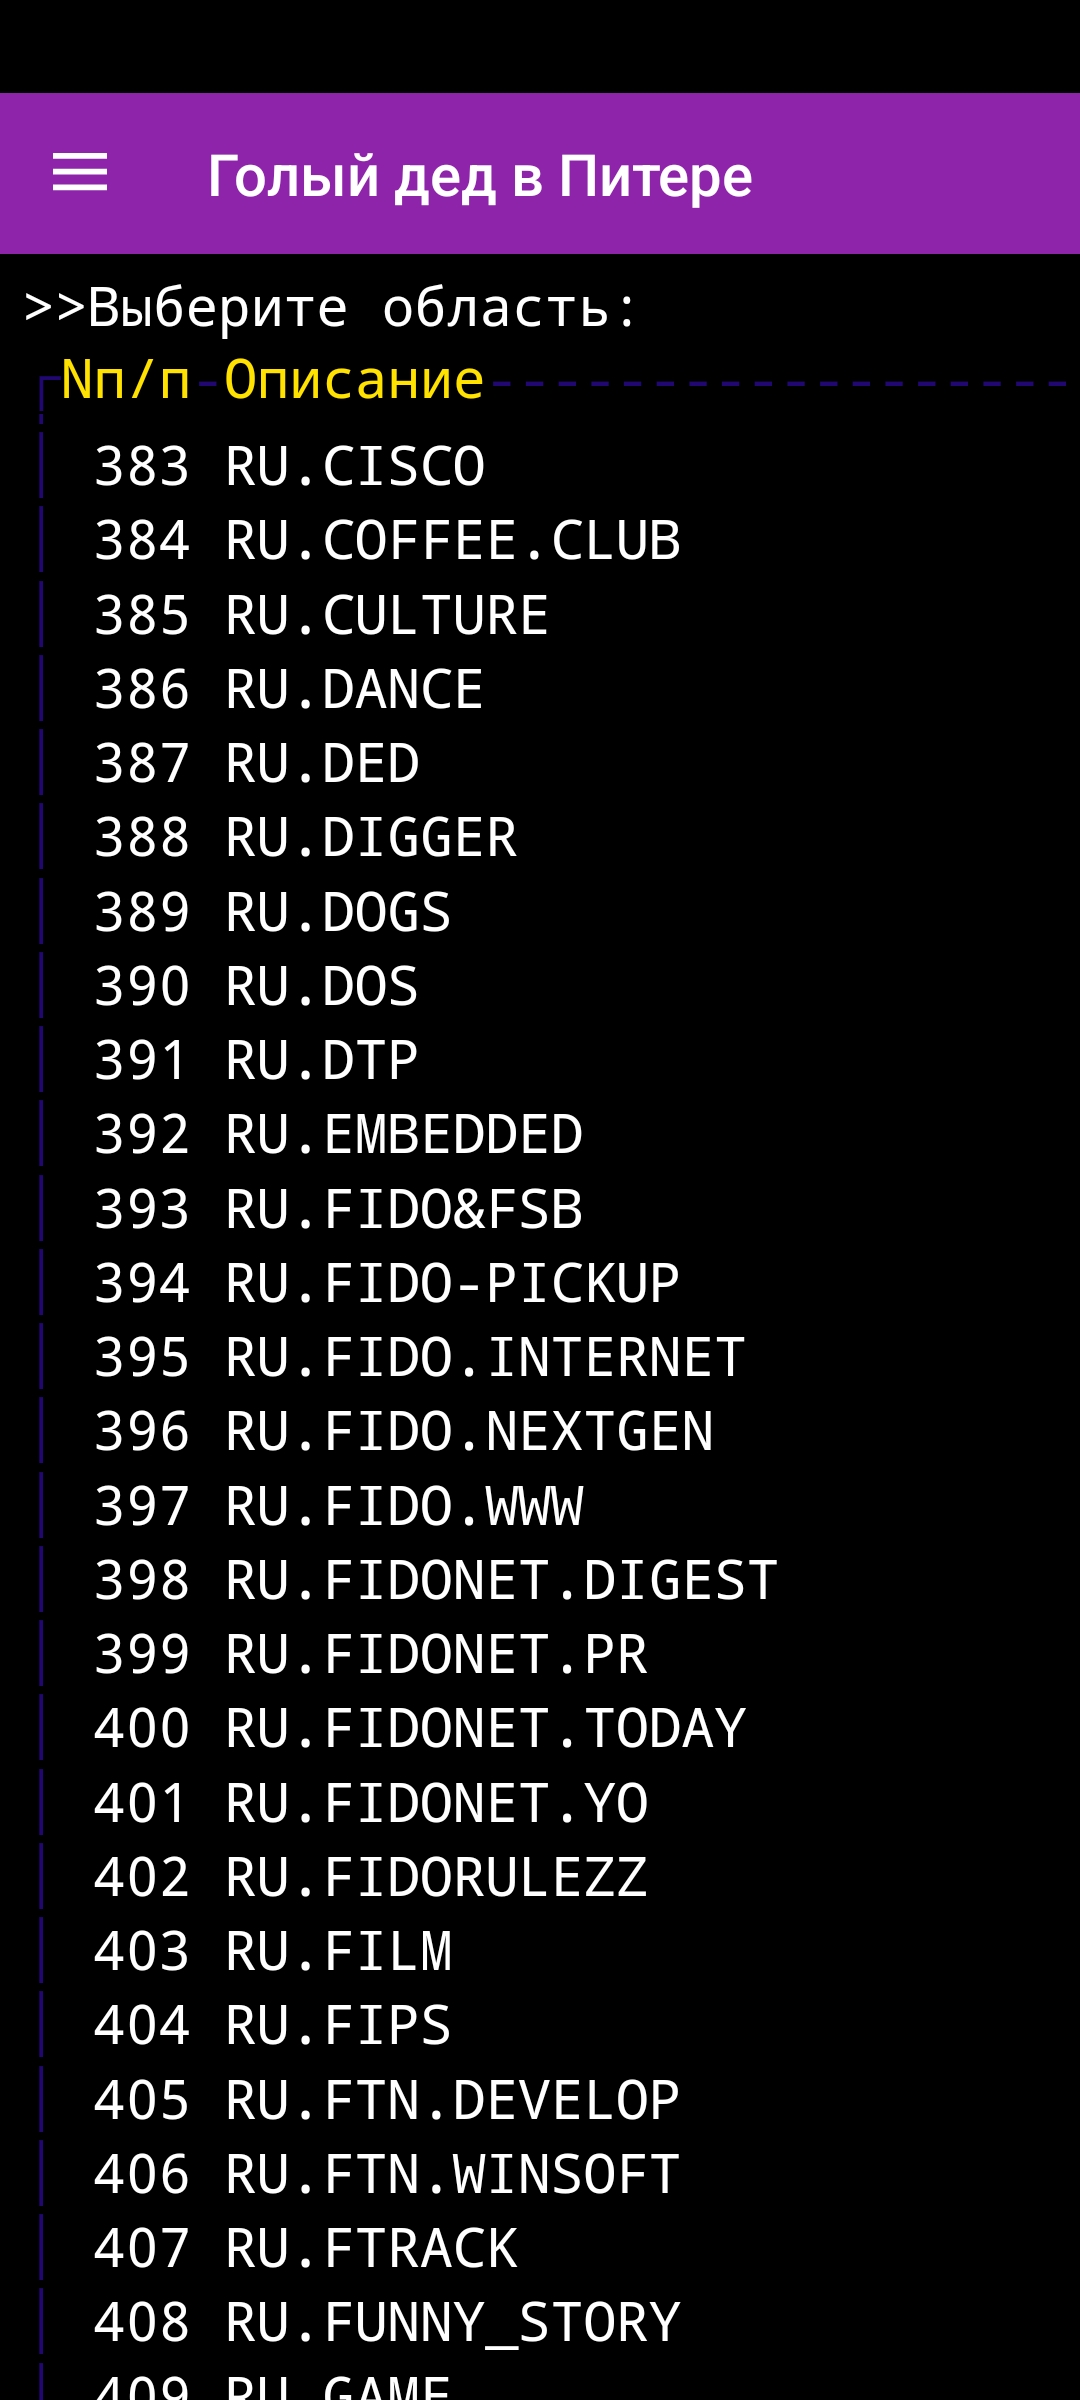 Голый дед в Питере
>>Выберите область:
Nп/п-Описание---------------
383 RU.CISCO
384 RU.COFFEE.CLUB
385 RU.CULTURE
386 RU.DANCE
387 RU.DED
388 RU.DIGGER
389 RU.DOGS
390 RU.DOS
391 RU.DTP
392 RU.EMBEDDED
393 RU.FIDO&FSB
394 RU.FIDO-PICKUP
395 RU.FIDO.INTERNET
396 RU.FIDO.NEXTGEN
397 RU.FIDO.WWW
398 RU.FIDONET.DIGEST
399 RU.FIDONET.PR
400 RU.FIDONET.TODAY
401 RU.FIDONET.YO
402 RU.FIDORULEZZ
403 RU.FILM
404 RU.FIPS
405 RU.FTN.DEVELOP
406 RU.FTN.WINSOFT
407 RU.FTRACK
408 RU.FUNNY_STORY
409 RU.GAME